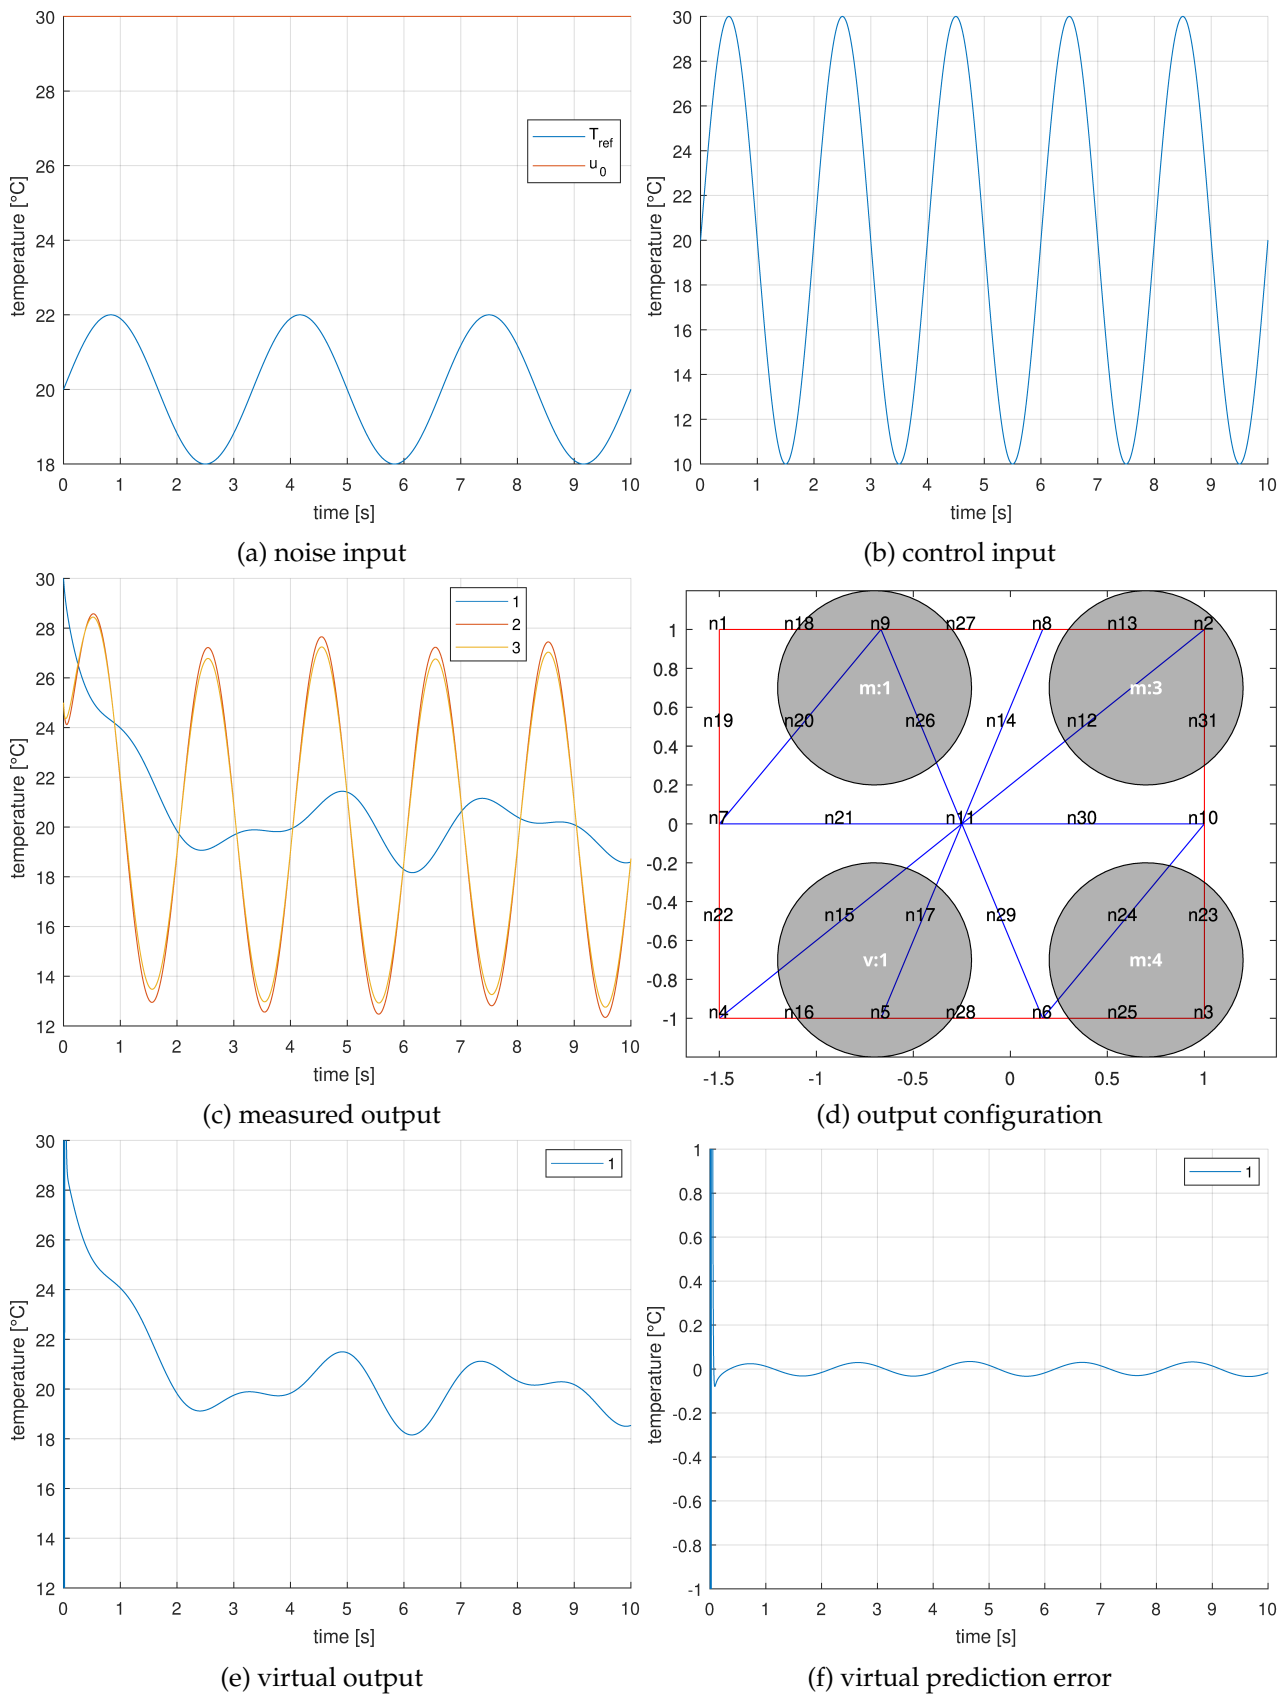 30
28
26
24
22
20
18
temperature [°C]
T_ref
u_0
0 1 2 3 4 5 6 7 8 9 10
time [s]
(a) noise input
30
28
26
24
22
20
18
16
14
12
10
temperature [°C]
0 1 2 3 4 5 6 7 8 9 10
time [s]
(b) control input
30
28
26
24
22
20
18
16
14
12
temperature [°C]
1
2
3
0 1 2 3 4 5 6 7 8 9 10
time [s]
(c) measured output
1
0.8
0.6
0.4
0.2
0
-0.2
-0.4
-0.6
-0.8
-1
n1 n18 n9 n27 n8 n13 n2
m:1 m:3
n19 n20 n26 n14 n12 n31
n7 n21 n11 n30 n10
n22 n15 n17 n29 n24 n23
v:1 m:4
n4 n16 n5 n28 n6 n25 n3
-1.5 -1 -0.5 0 0.5 1
(d) output configuration
30
28
26
24
22
20
18
16
14
12
temperature [°C]
1
0 1 2 3 4 5 6 7 8 9 10
time [s]
(e) virtual output
1
0.8
0.6
0.4
0.2
0
-0.2
-0.4
-0.6
-0.8
-1
temperature [°C]
1
0 1 2 3 4 5 6 7 8 9 10
time [s]
(f) virtual prediction error